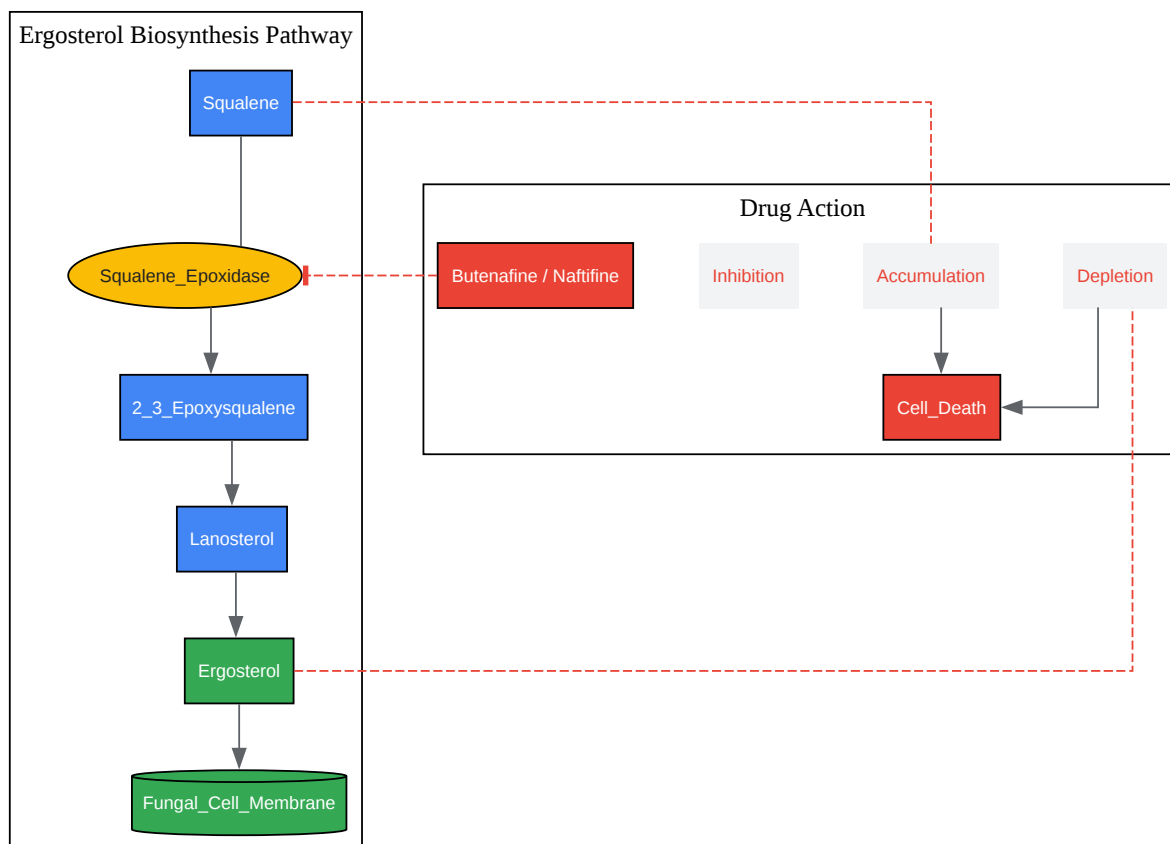 Ergosterol Biosynthesis Pathway
Squalene
Squalene_Epoxidase
2_3_Epoxysqualene
Lanosterol
Ergosterol
Fungal_Cell_Membrane
Drug Action
Butenafine / Naftifine
Inhibition
Accumulation
Depletion
Cell_Death